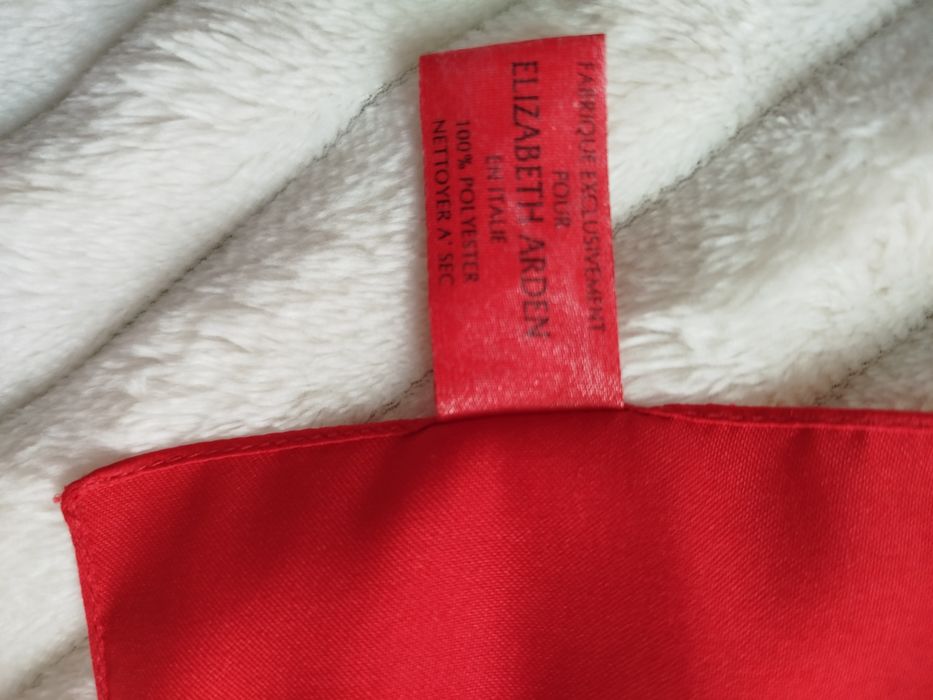 FABRIQUE EXCLUSIVEMENT
POUR
ELIZABETH ARDEN
EN ITALIE
100% POLYESTER
NETTOYER A' SEC